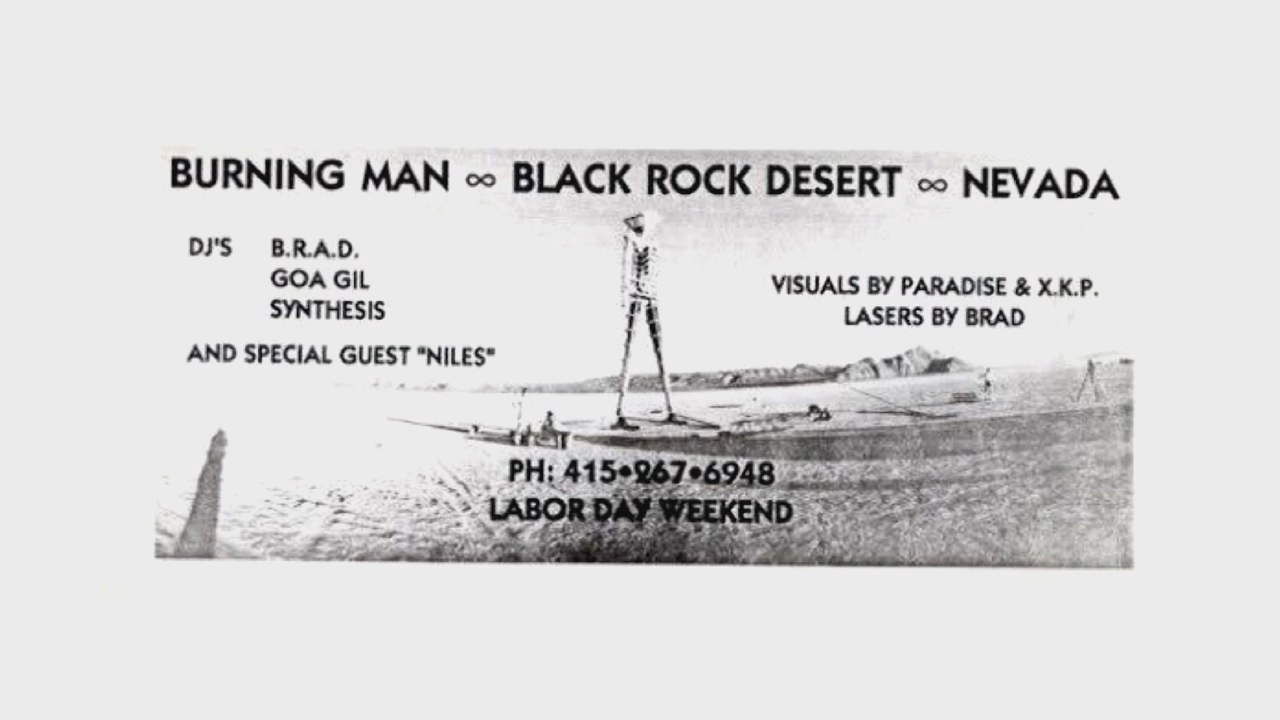 BURNING MAN ∞ BLACK ROCK DESERT ∞ NEVADA
DJ'S B.R.A.D.
GOA GIL
SYNTHESIS
AND SPECIAL GUEST "NILES"
VISUALS BY PARADISE & X.K.P.
LASERS BY BRAD
PH: 415•267•6948
LABOR DAY WEEKEND